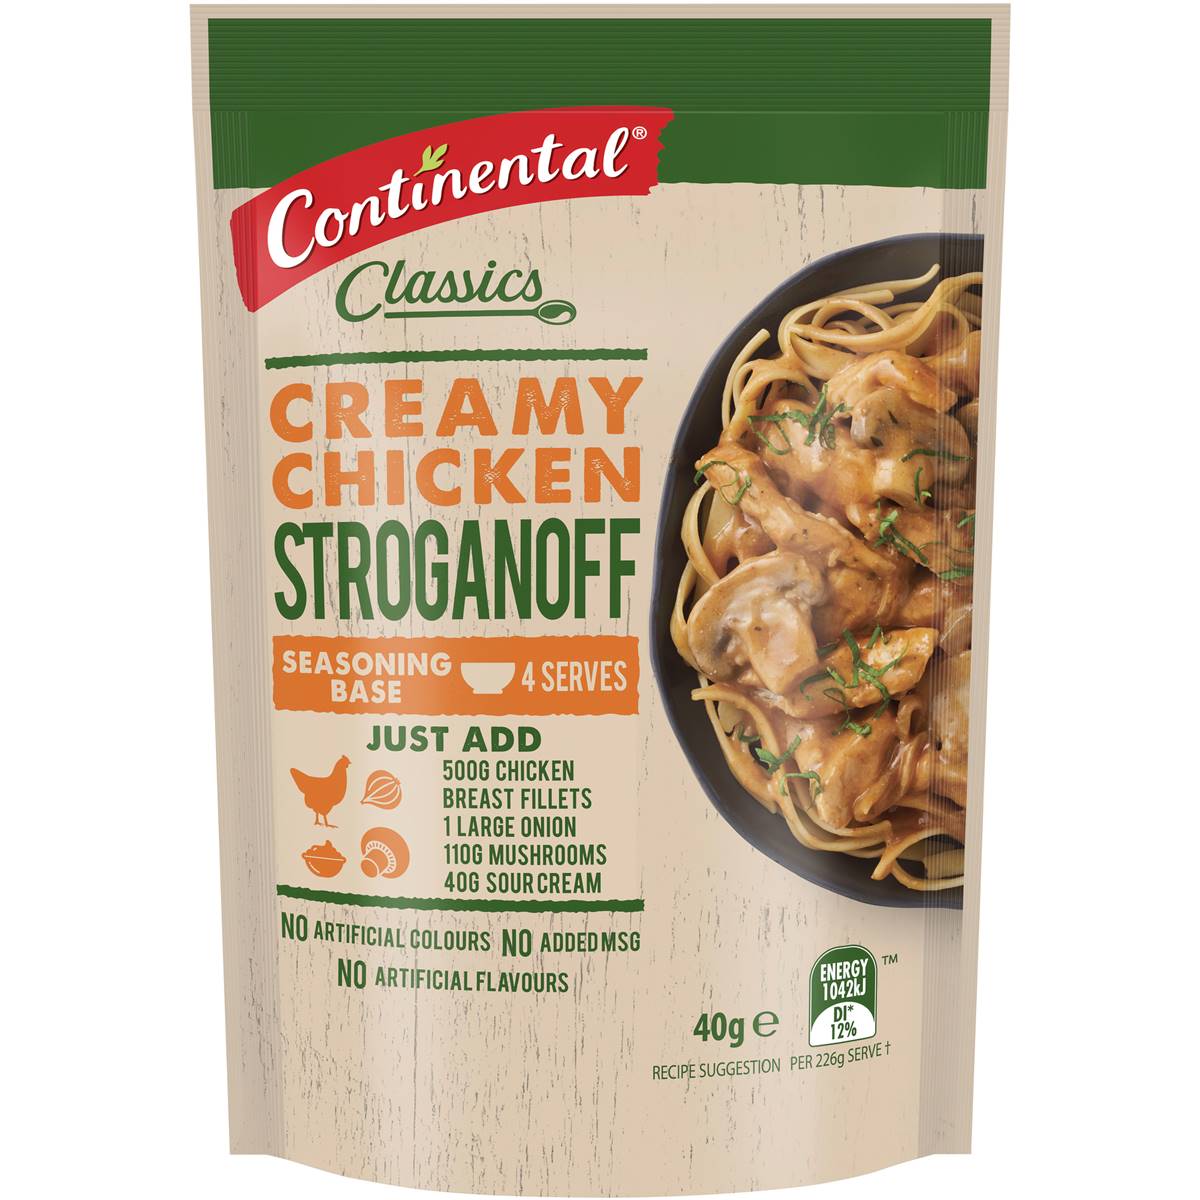 Continental®
Classics
CREAMY
CHICKEN
STROGANOFF
SEASONING
BASE
4 SERVES
JUST ADD
500G CHICKEN
BREAST FILLETS
1 LARGE ONION
110G MUSHROOMS
40G SOUR CREAM
NO ARTIFICIAL COLOURS NO ADDED MSG
NO ARTIFICIAL FLAVOURS
ENERGY
1042kJ
DI*
12%
™
40g ℮
RECIPE SUGGESTION PER 226g SERVE †